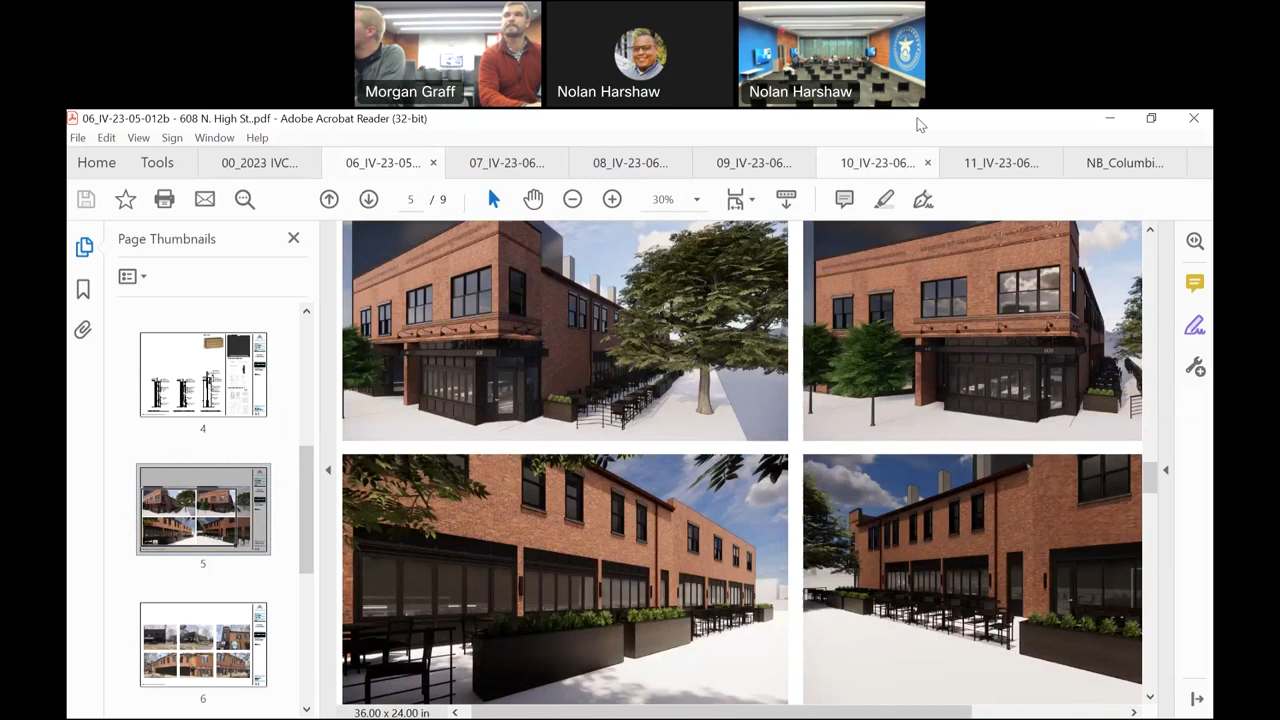 Morgan Graff
Nolan Harshaw
Nolan Harshaw
06_IV-23-05-012b - 608 N. High St..pdf - Adobe Acrobat Reader (32-bit)
File Edit View Sign Window Help
Home Tools 00_2023 IVC... 06_IV-23-05... 07_IV-23-06... 08_IV-23-06... 09_IV-23-06... 10_IV-23-06... 11_IV-23-06... NB_Columbi...
5 / 9 30%
Page Thumbnails
4
5
6
36.00 x 24.00 in